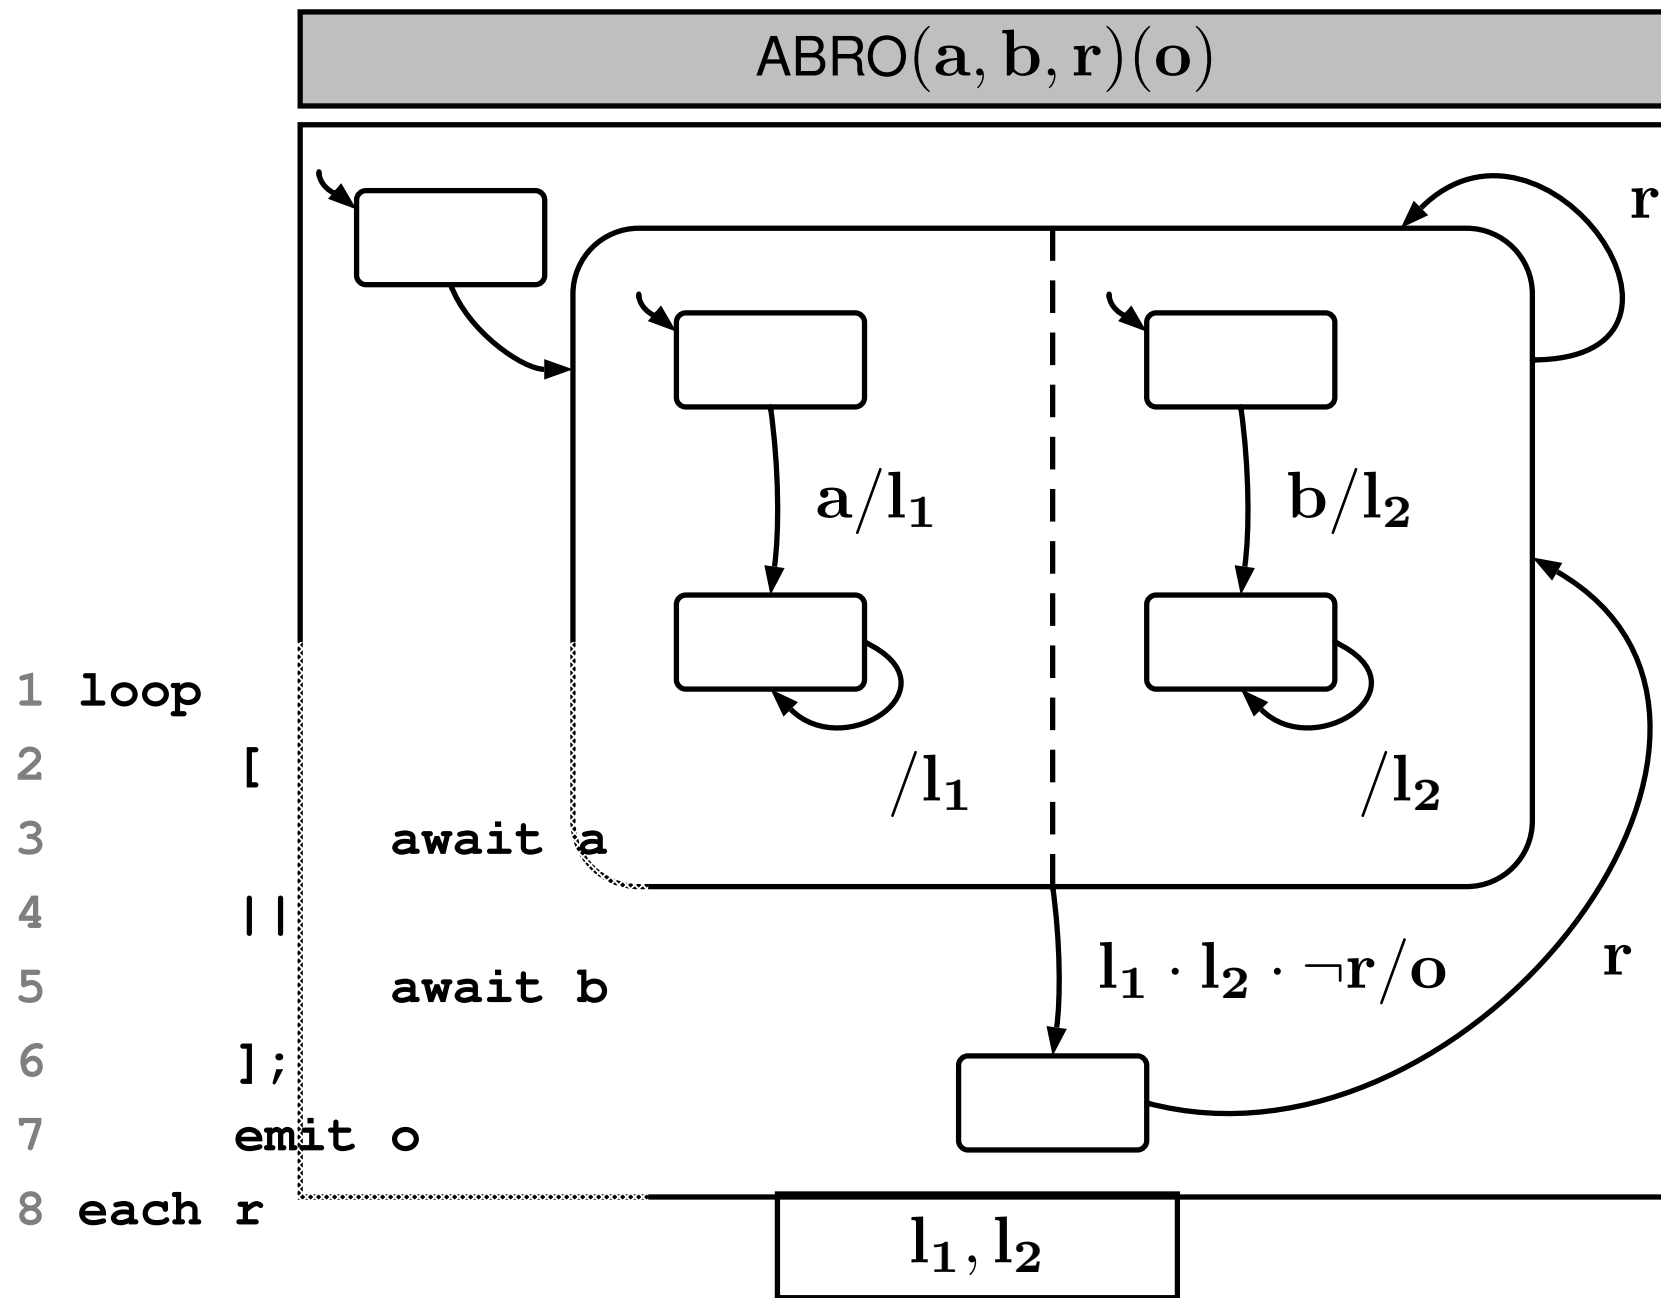 ABRO(a, b, r)(o)
r
a/l₁
b/l₂
/l₁
/l₂
l₁ · l₂ · ¬r/o
r
l₁, l₂
1 loop
2 [
3 await a
4 ||
5 await b
6 ];
7 emit o
8 each r